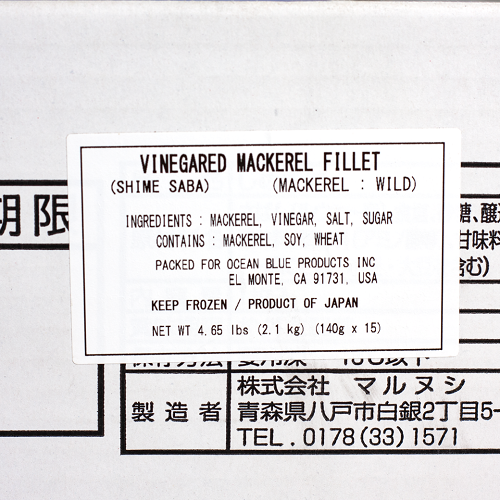 VINEGARED MACKEREL FILLET
(SHIME SABA) (MACKEREL : WILD)
INGREDIENTS : MACKEREL, VINEGAR, SALT, SUGAR
CONTAINS : MACKEREL, SOY, WHEAT
PACKED FOR OCEAN BLUE PRODUCTS INC
EL MONTE, CA 91731, USA
KEEP FROZEN / PRODUCT OF JAPAN
NET WT 4.65 lbs (2.1 kg) (140g x 15)
期限
糖、醸造
甘味料
含む)
株式会社 マルヌシ
製造者 青森県八戸市白銀2丁目5-
TEL.0178(33)1571